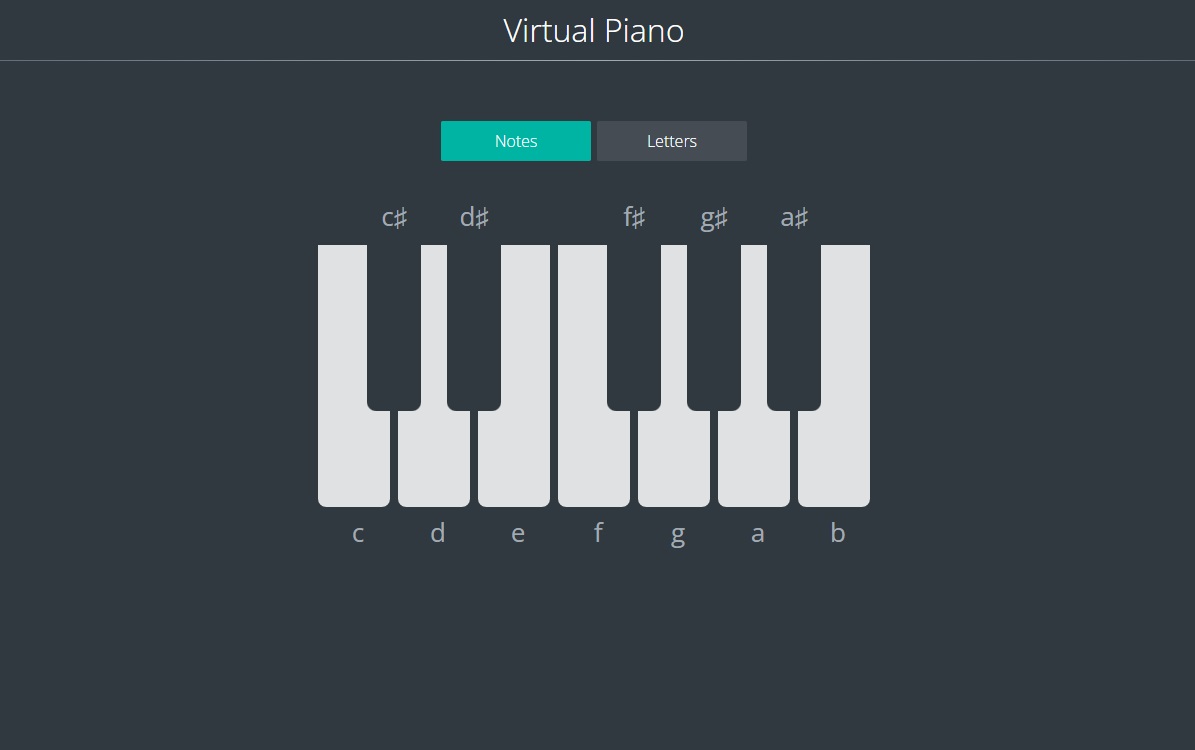 Virtual Piano
Notes Letters
c♯ d♯ f♯ g♯ a♯
c d e f g a b